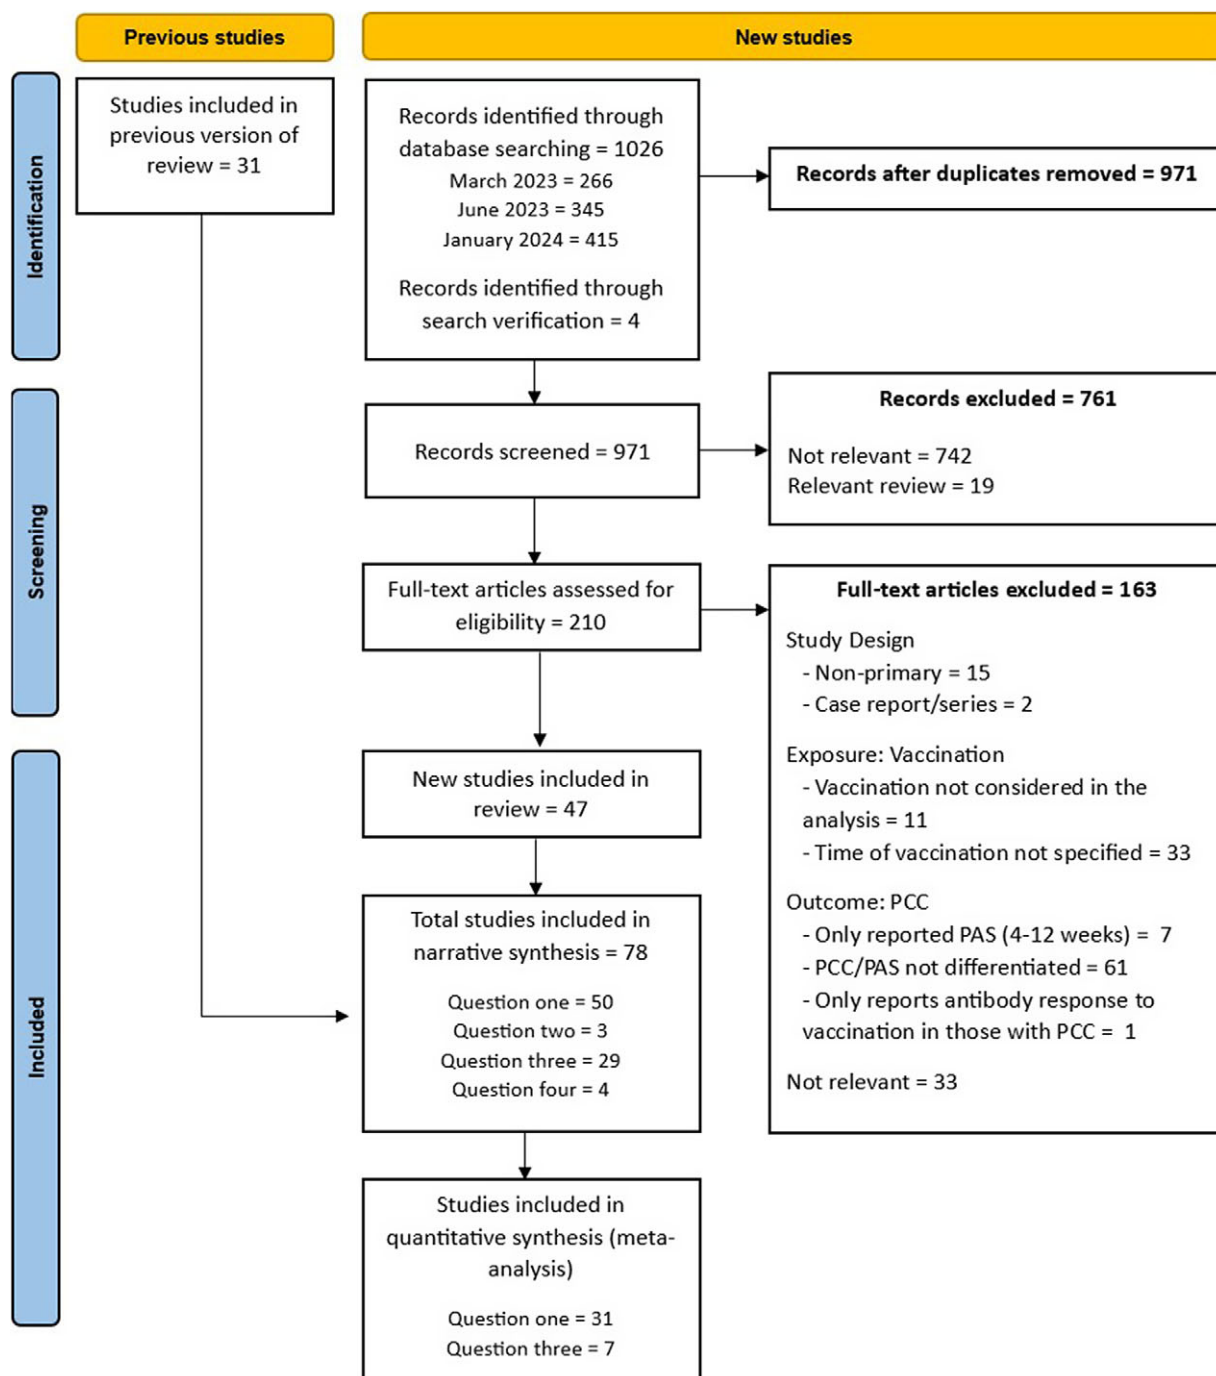 Previous studies
New studies
Identification
Studies included in
previous version of
review = 31
Records identified through
database searching = 1026
March 2023 = 266
June 2023 = 345
January 2024 = 415
Records identified through
search verification = 4
Records after duplicates removed = 971
Screening
Records screened = 971
Records excluded = 761
Not relevant = 742
Relevant review = 19
Full-text articles assessed for
eligibility = 210
Full-text articles excluded = 163
Study Design
- Non-primary = 15
- Case report/series = 2
Exposure: Vaccination
- Vaccination not considered in the
analysis = 11
- Time of vaccination not specified = 33
Outcome: PCC
- Only reported PAS (4-12 weeks) = 7
- PCC/PAS not differentiated = 61
- Only reports antibody response to
vaccination in those with PCC = 1
Not relevant = 33
Included
New studies included in
review = 47
Total studies included in
narrative synthesis = 78
Question one = 50
Question two = 3
Question three = 29
Question four = 4
Studies included in
quantitative synthesis (meta-
analysis)
Question one = 31
Question three = 7